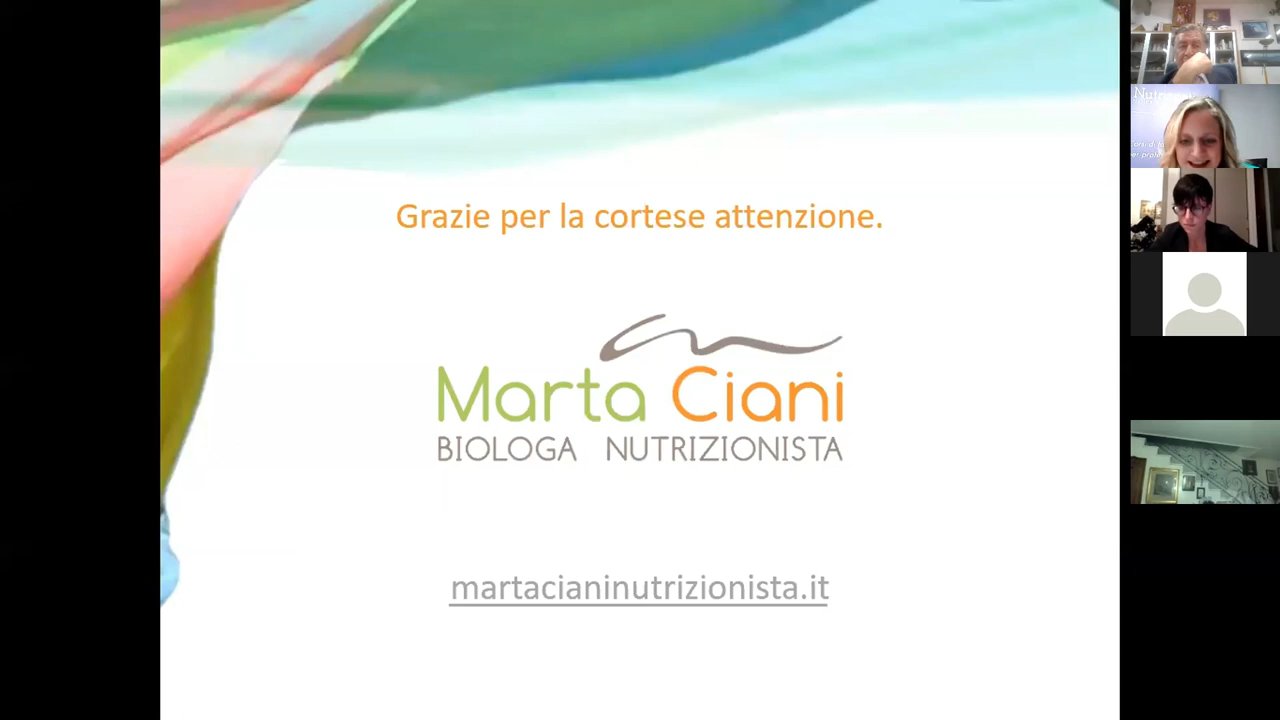 Grazie per la cortese attenzione.
Marta Ciani
BIOLOGA NUTRIZIONISTA
martacianinutrizionista.it